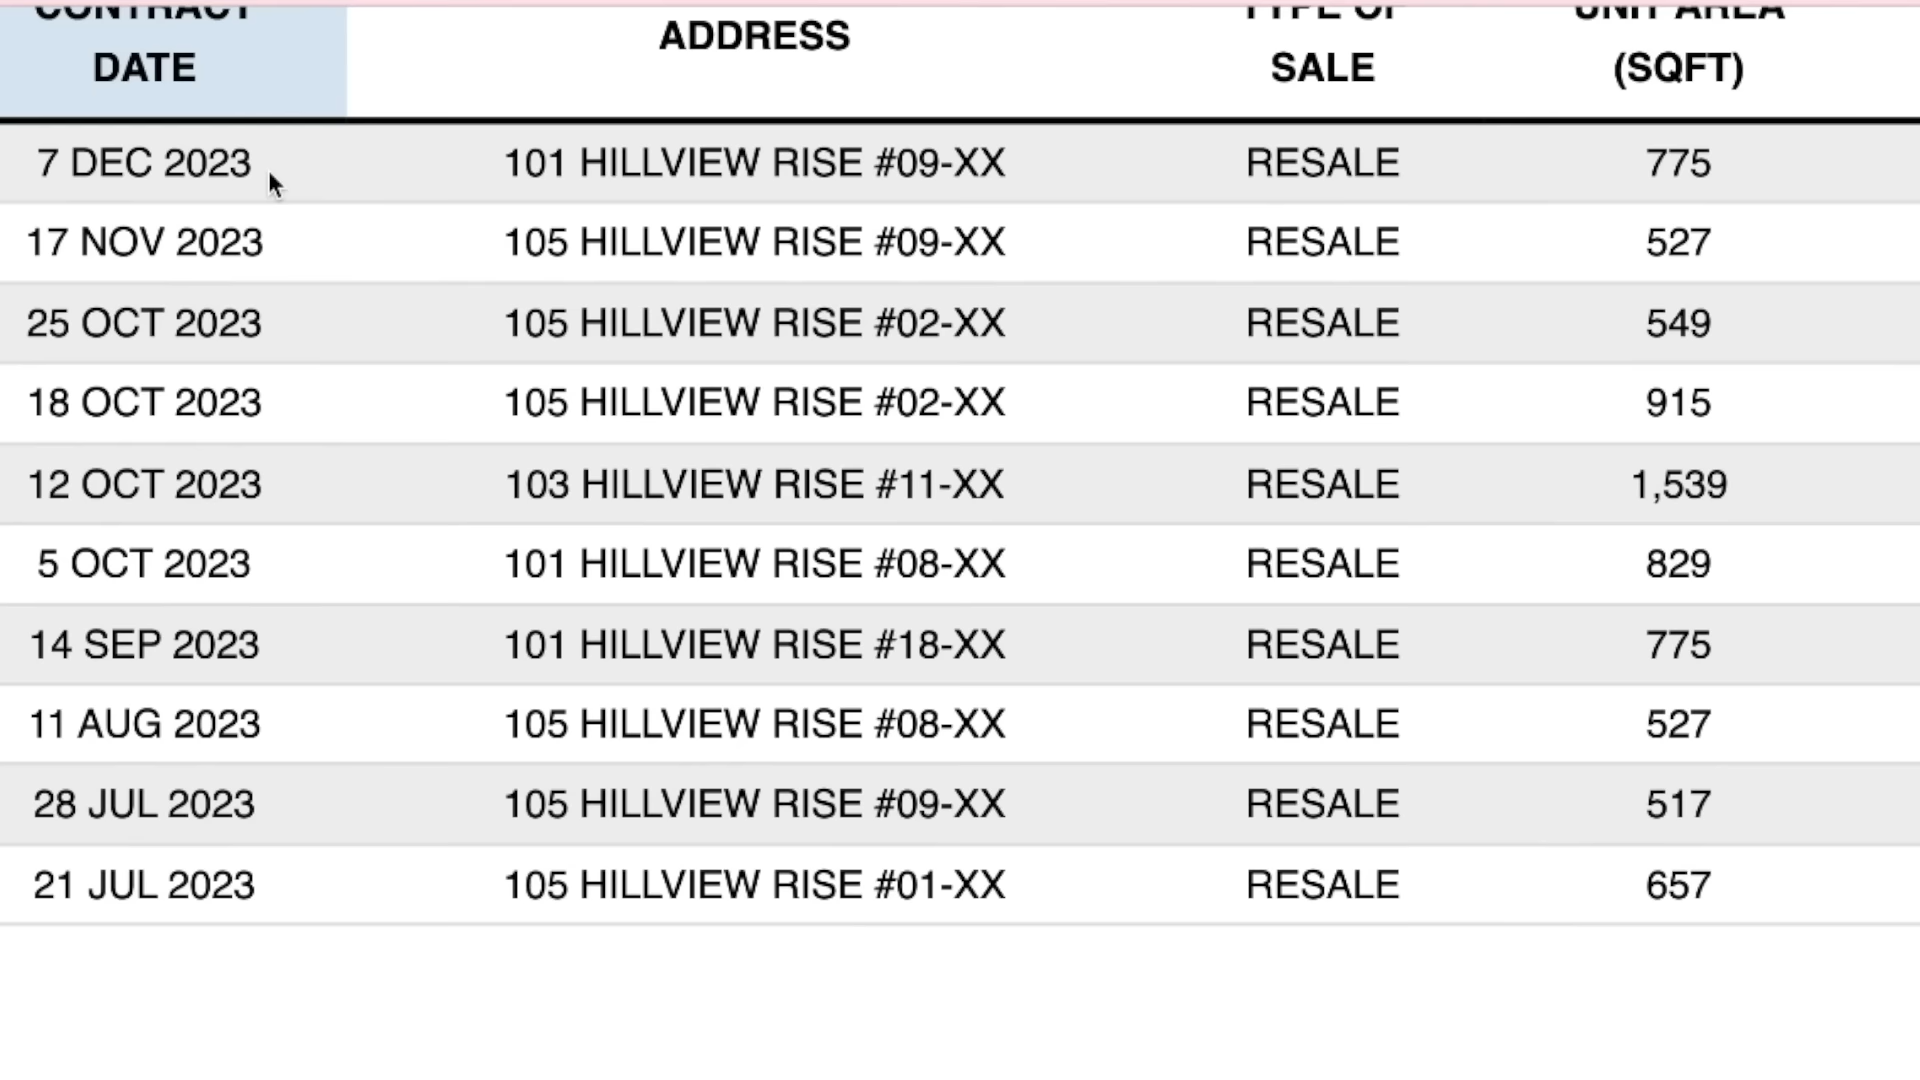 CONTRACT DATE
ADDRESS
TYPE OF SALE
UNIT AREA (SQFT)
7 DEC 2023 101 HILLVIEW RISE #09-XX RESALE 775
17 NOV 2023 105 HILLVIEW RISE #09-XX RESALE 527
25 OCT 2023 105 HILLVIEW RISE #02-XX RESALE 549
18 OCT 2023 105 HILLVIEW RISE #02-XX RESALE 915
12 OCT 2023 103 HILLVIEW RISE #11-XX RESALE 1,539
5 OCT 2023 101 HILLVIEW RISE #08-XX RESALE 829
14 SEP 2023 101 HILLVIEW RISE #18-XX RESALE 775
11 AUG 2023 105 HILLVIEW RISE #08-XX RESALE 527
28 JUL 2023 105 HILLVIEW RISE #09-XX RESALE 517
21 JUL 2023 105 HILLVIEW RISE #01-XX RESALE 657